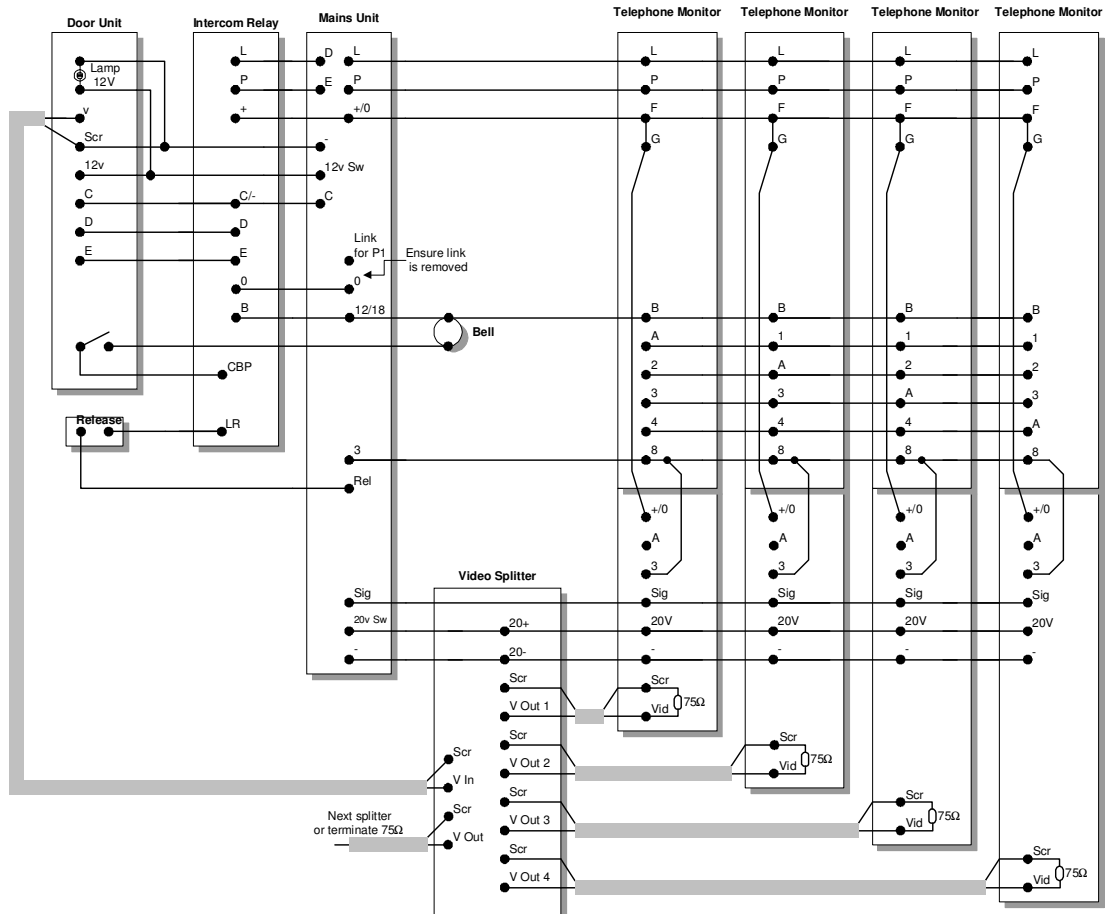 Door Unit
Intercom Relay
Mains Unit
Telephone Monitor
Telephone Monitor
Telephone Monitor
Telephone Monitor
Lamp
12V
v
Scr
12v
C
D
E
L
P
+
C/-
D
E
0
B
CBP
LR
Release
D
E
L
P
+/0
-
12v Sw
C
Link
for P1
Ensure link
is removed
0
12/18
3
Rel
Sig
20v Sw
-
Bell
L
P
F
G
B
A
2
3
4
8
+/0
A
3
Sig
20V
-
Scr
Vid
75Ω
L
P
F
G
B
1
A
3
4
8
+/0
A
3
Sig
20V
-
Scr
Vid
75Ω
L
P
F
G
B
1
2
A
4
8
+/0
A
3
Sig
20V
-
Scr
Vid
75Ω
L
P
F
G
B
1
2
3
A
8
+/0
A
3
Sig
20V
-
Scr
Vid
75Ω
Video Splitter
20+
20-
Scr
V Out 1
Scr
V Out 2
Scr
V Out 3
Scr
V Out 4
Scr
V In
Scr
V Out
Next splitter
or terminate 75Ω